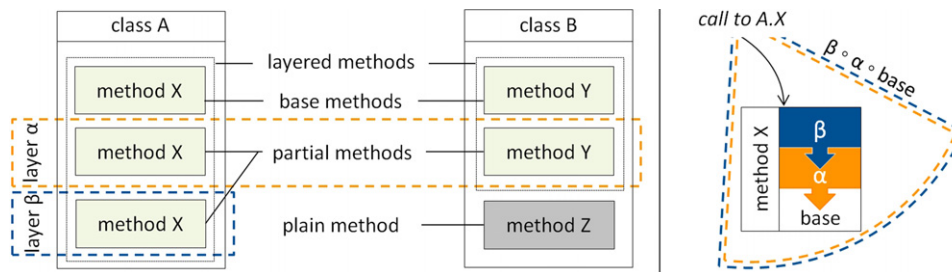 class A
class B
call to A.X
layered methods
method X
method Y
base methods
layer α
method X
partial methods
method Y
layer β
method X
plain method
method Z
β ∘ α ∘ base
method X
β
α
base